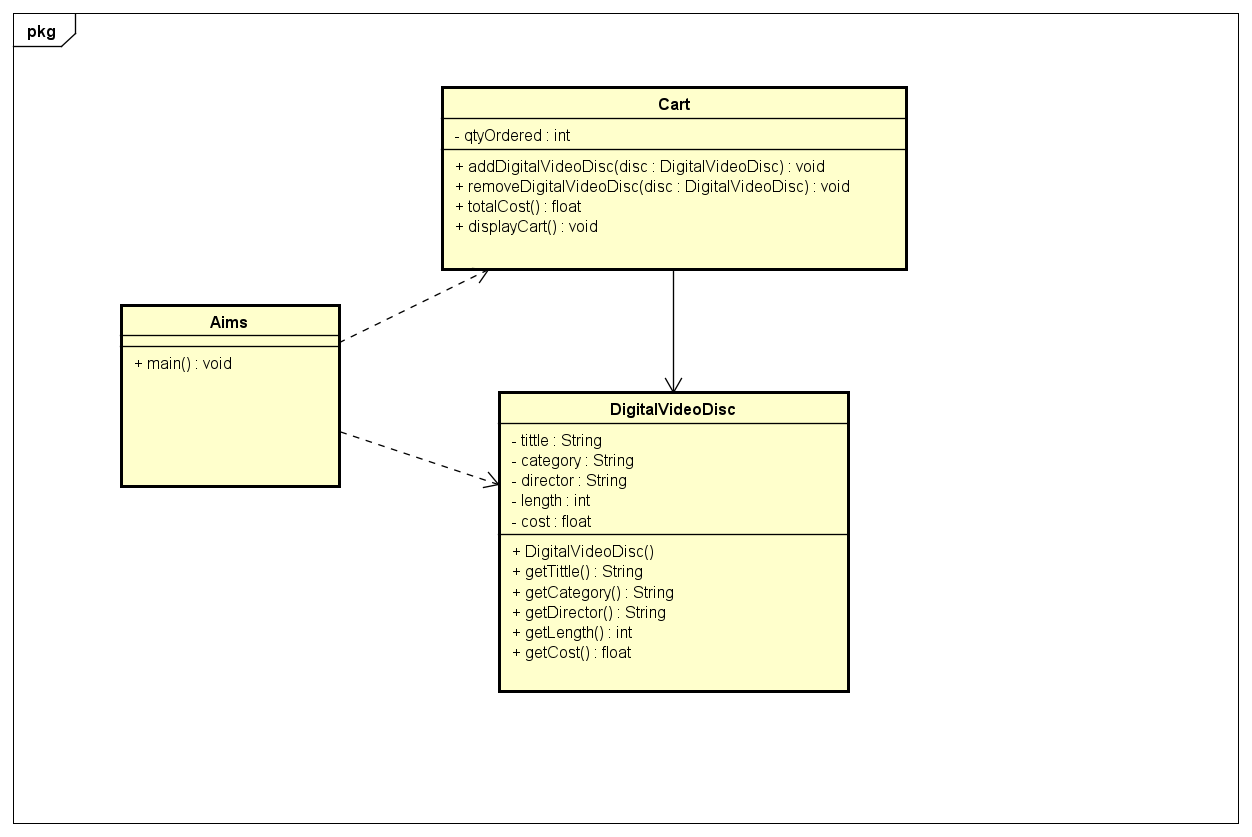 pkg
Cart
- qtyOrdered : int
+ addDigitalVideoDisc(disc : DigitalVideoDisc) : void
+ removeDigitalVideoDisc(disc : DigitalVideoDisc) : void
+ totalCost() : float
+ displayCart() : void
Aims
+ main() : void
DigitalVideoDisc
- tittle : String
- category : String
- director : String
- length : int
- cost : float
+ DigitalVideoDisc()
+ getTittle() : String
+ getCategory() : String
+ getDirector() : String
+ getLength() : int
+ getCost() : float